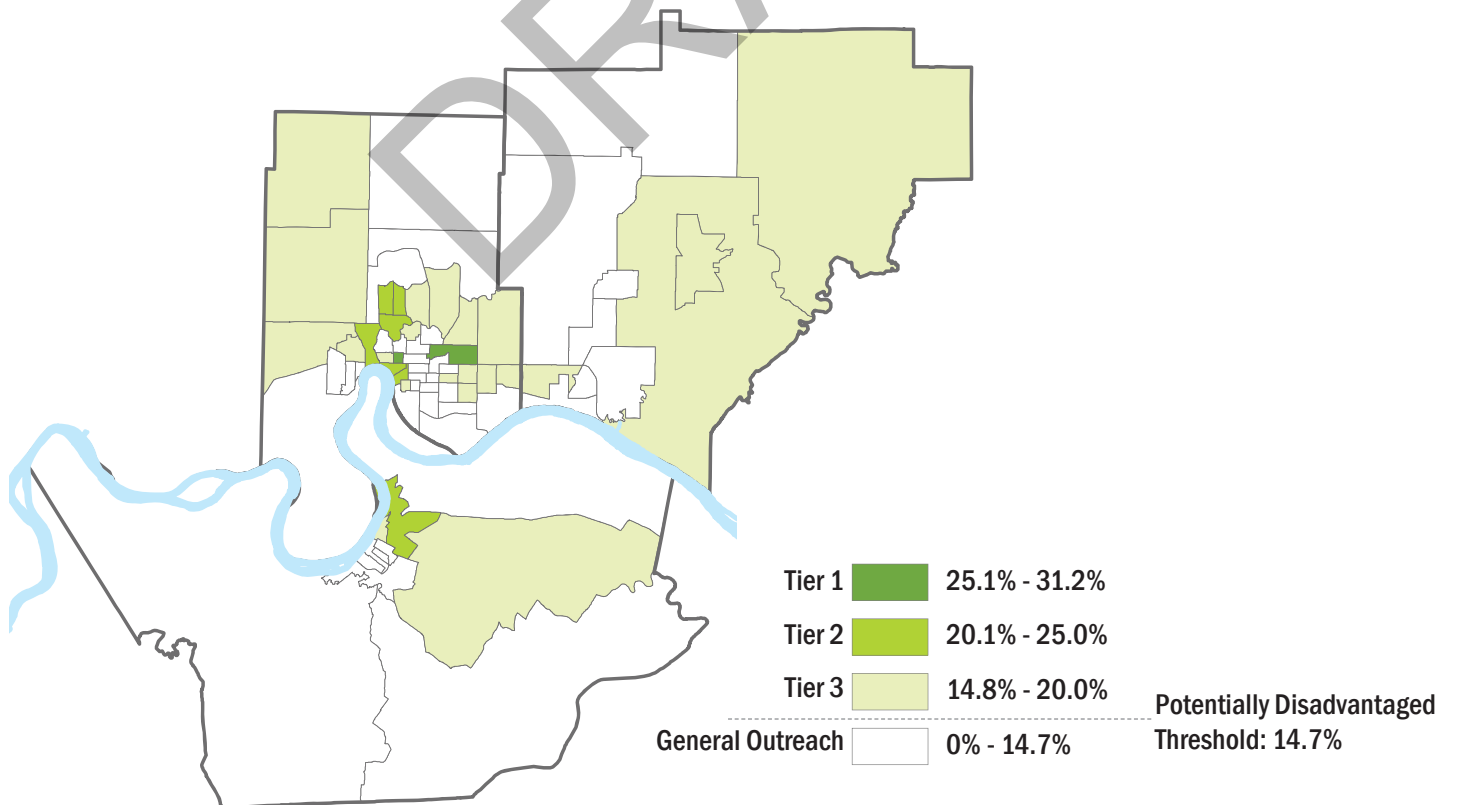 DR
Tier 1 25.1% - 31.2%
Tier 2 20.1% - 25.0%
Tier 3 14.8% - 20.0%
Potentially Disadvantaged
Threshold: 14.7%
General Outreach 0% - 14.7%